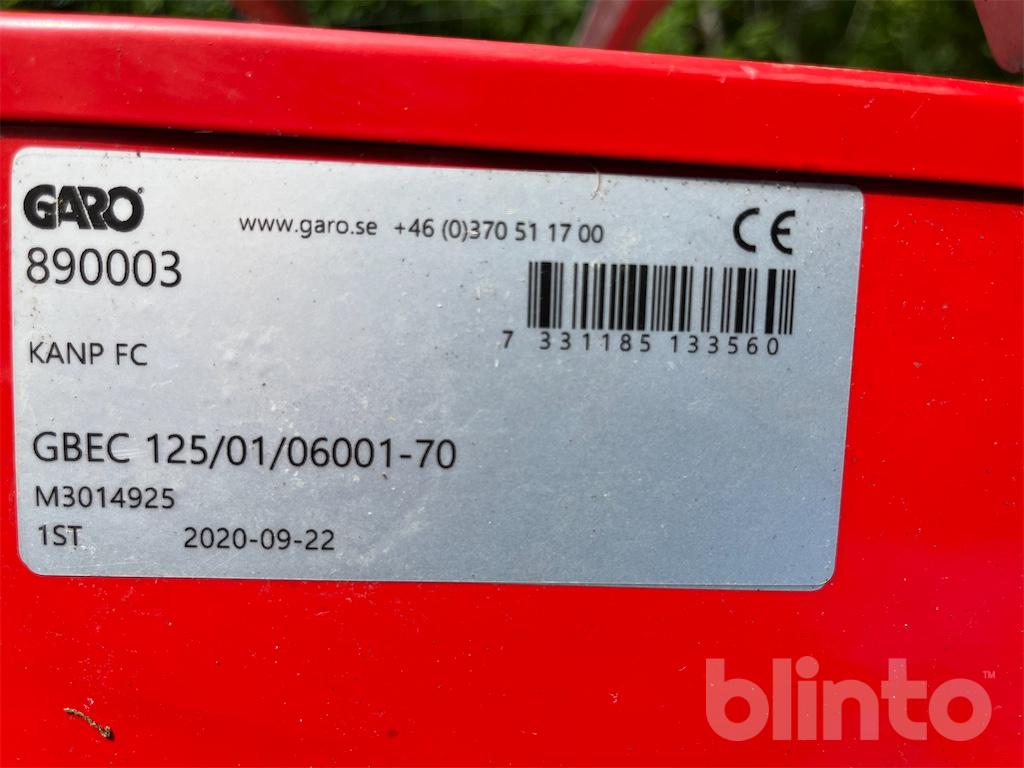 GARO
www.garo.se +46 (0)370 51 17 00
CE
890003
7 331185 133560
KANP FC
GBEC 125/01/06001-70
M3014925
1ST 2020-09-22
blinto™